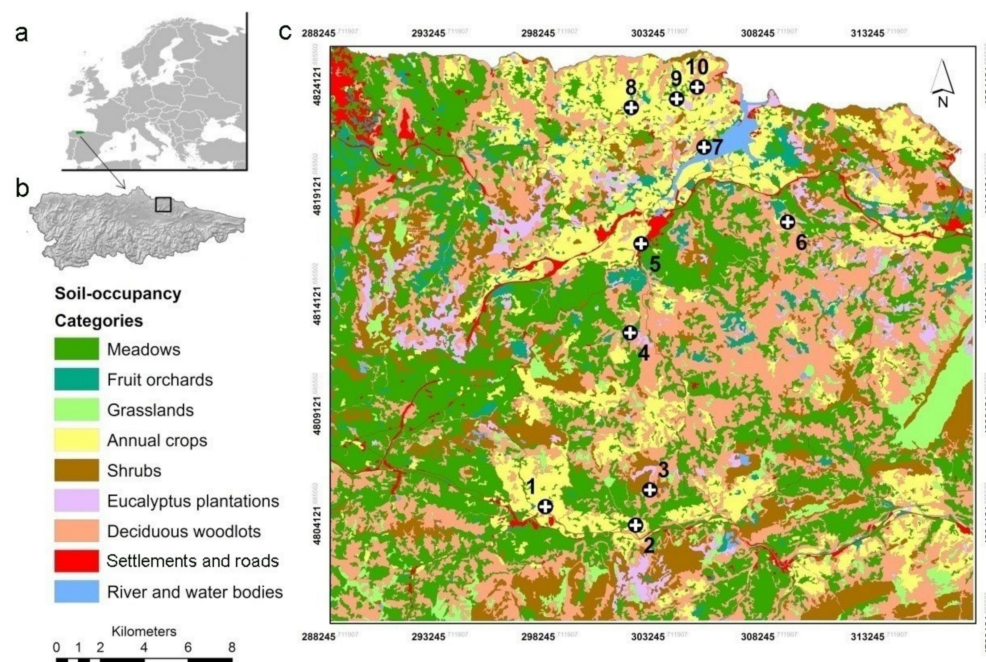 a
b
Soil-occupancy
Categories
Meadows
Fruit orchards
Grasslands
Annual crops
Shrubs
Eucalyptus plantations
Deciduous woodlots
Settlements and roads
River and water bodies
Kilometers
0 1 2 4 6 8
c
288245 293245 298245 303245 308245 313245
4824121
4819121
4814121
4809121
4804121
N
10
9
8
7
6
5
4
3
1
2
288245 293245 298245 303245 308245 313245